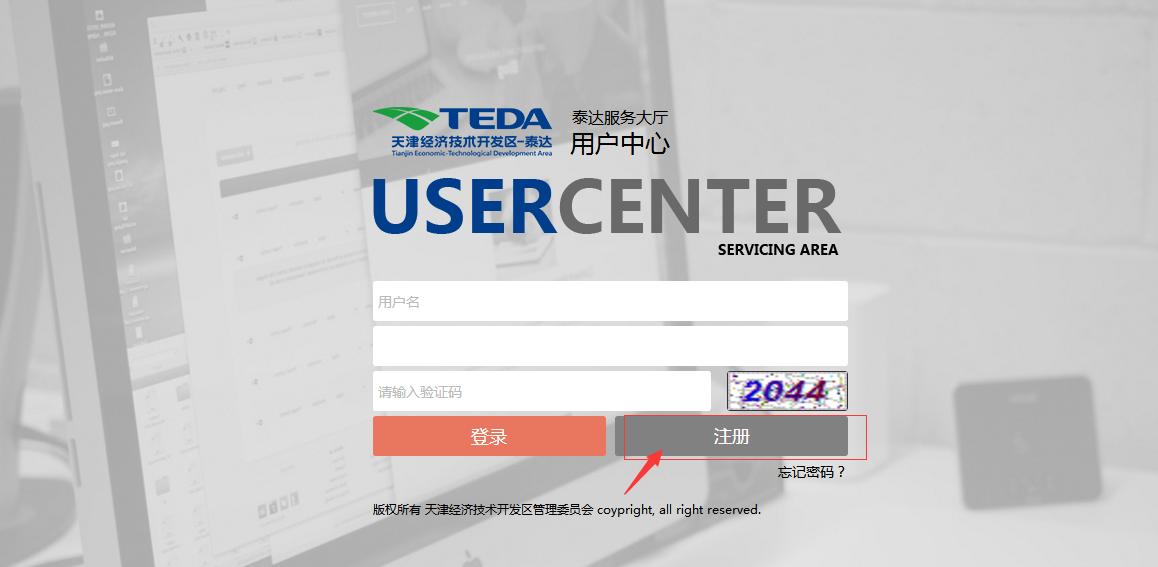 TEDA
天津经济技术开发区-泰达
Tianjin Economic-Technological Development Area
泰达服务大厅
用户中心
USERCENTER
SERVICING AREA
用户名
请输入验证码
2044
登录
注册
忘记密码？
版权所有 天津经济技术开发区管理委员会 coypright, all right reserved.